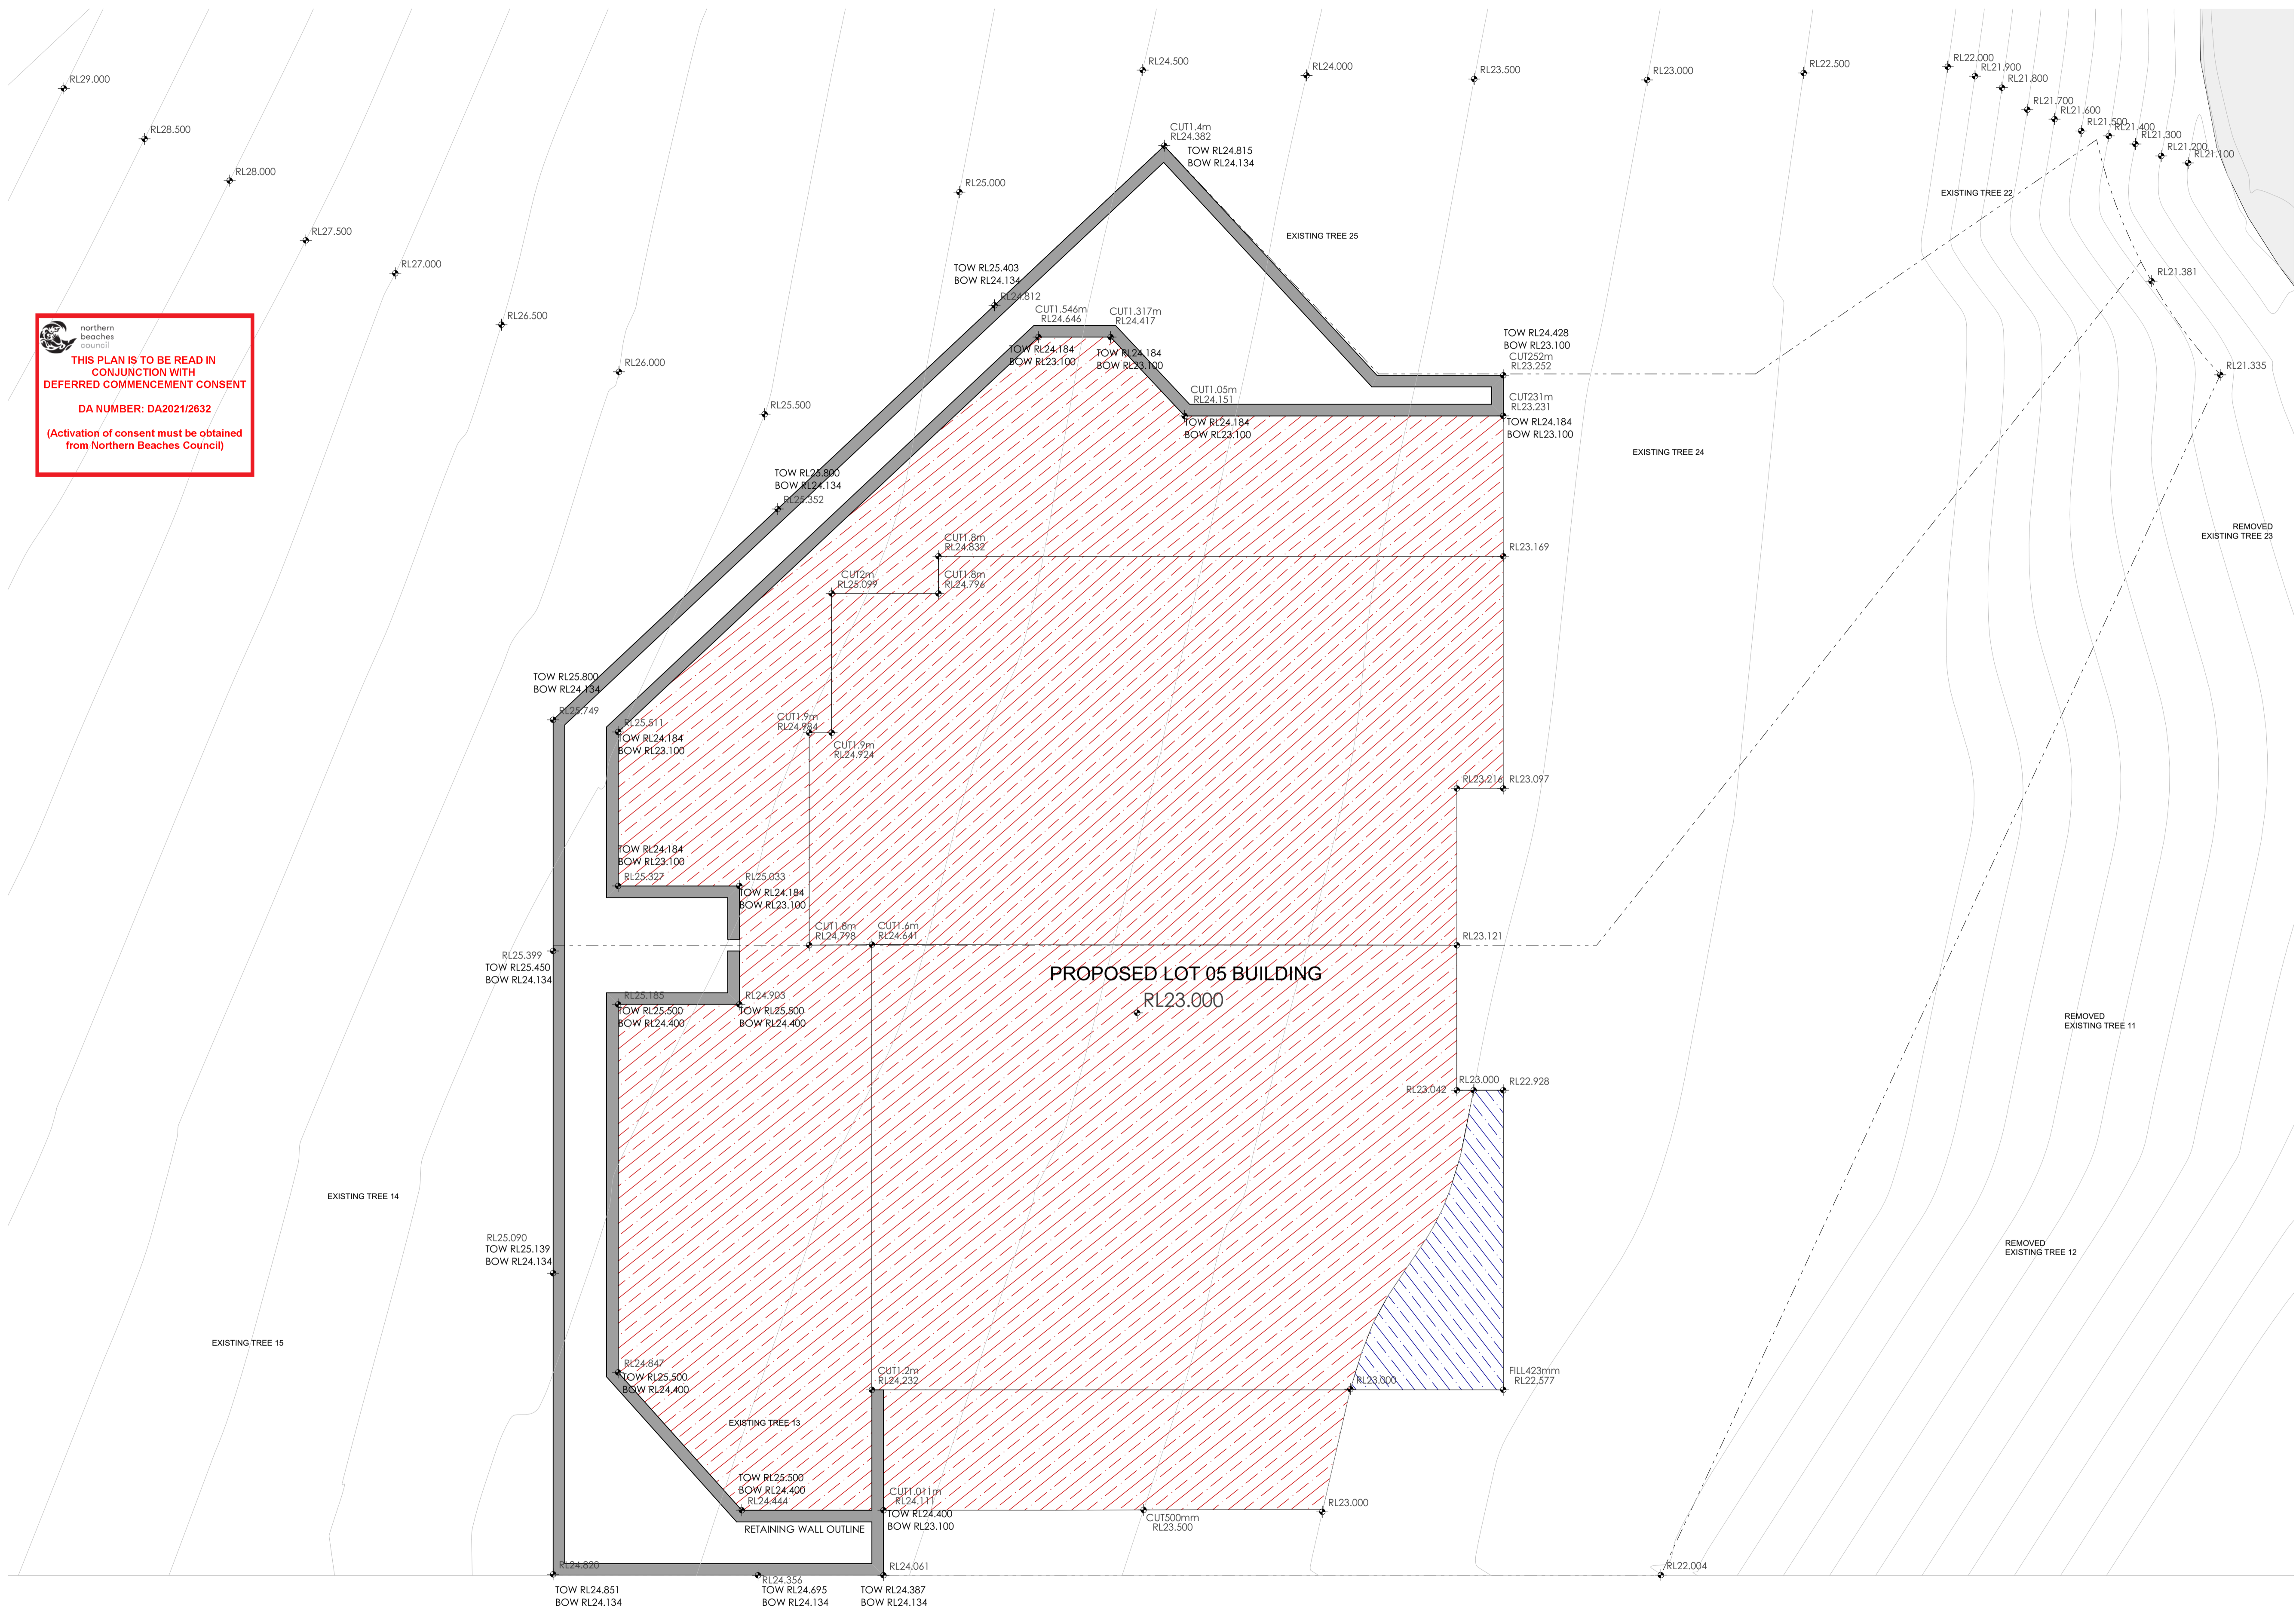 RL29.000
RL28.500
RL28.000
RL27.500
RL27.000
RL26.500
RL26.000
RL25.500
RL25.000
RL24.500
RL24.000
RL23.500
RL23.000
RL22.500
RL22.000
RL21.900
RL21.800
RL21.700
RL21.600
RL21.500
RL21.400
RL21.300
RL21.200
RL21.100
northern
beaches
council
THIS PLAN IS TO BE READ IN
CONJUNCTION WITH
DEFERRED COMMENCEMENT CONSENT
DA NUMBER: DA2021/2632
(Activation of consent must be obtained
from Northern Beaches Council)
CUT1.4m
RL24.382
TOW RL24.815
BOW RL24.134
EXISTING TREE 22
EXISTING TREE 25
TOW RL25.403
BOW RL24.134
RL24.812
RL21.381
CUT1.546m
RL24.646
CUT1.317m
RL24.417
TOW RL24.184
BOW RL23.100
TOW RL24.184
BOW RL23.100
TOW RL24.428
BOW RL23.100
CUT252m
RL23.252
RL21.335
CUT1.05m
RL24.151
TOW RL24.184
BOW RL23.100
CUT231m
RL23.231
TOW RL24.184
BOW RL23.100
EXISTING TREE 24
TOW RL25.800
BOW RL24.134
RL25.352
REMOVED
EXISTING TREE 23
CUT1.8m
RL24.832
RL23.169
CUT2m
RL25.099
CUT1.8m
RL24.796
TOW RL25.800
BOW RL24.134
RL25.749
RL25.511
TOW RL24.184
BOW RL23.100
CUT1.9m
RL24.984
CUT1.9m
RL24.924
RL23.216
RL23.097
TOW RL24.184
BOW RL23.100
RL25.327
RL25.033
TOW RL24.184
BOW RL23.100
CUT1.8m
RL24.798
CUT1.6m
RL24.641
RL23.121
RL25.399
TOW RL25.450
BOW RL24.134
PROPOSED LOT 05 BUILDING
RL23.000
RL25.185
TOW RL25.500
BOW RL24.400
RL24.903
TOW RL25.500
BOW RL24.400
REMOVED
EXISTING TREE 11
RL23.042
RL23.000
RL22.928
EXISTING TREE 14
RL25.090
TOW RL25.139
BOW RL24.134
REMOVED
EXISTING TREE 12
EXISTING TREE 15
RL24.847
TOW RL25.500
BOW RL24.400
CUT1.2m
RL24.232
RL23.000
FILL423mm
RL22.577
EXISTING TREE 13
TOW RL25.500
BOW RL24.400
RL24.444
CUT1.011m
RL24.111
TOW RL24.400
BOW RL23.100
RETAINING WALL OUTLINE
CUT500mm
RL23.500
RL23.000
RL24.820
TOW RL24.851
BOW RL24.134
RL24.356
TOW RL24.695
BOW RL24.134
RL24.061
TOW RL24.387
BOW RL24.134
RL22.004